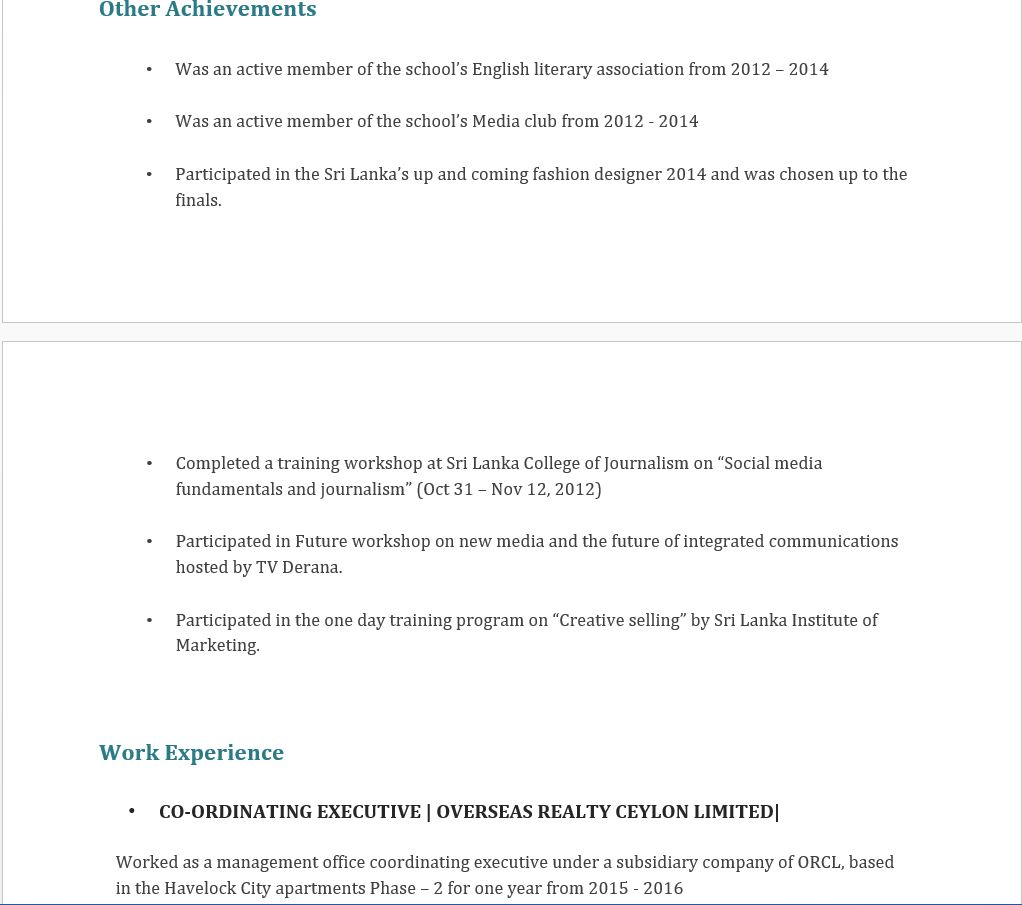 Other Achievements
• Was an active member of the school’s English literary association from 2012 – 2014
• Was an active member of the school’s Media club from 2012 - 2014
• Participated in the Sri Lanka’s up and coming fashion designer 2014 and was chosen up to the
finals.
• Completed a training workshop at Sri Lanka College of Journalism on “Social media
fundamentals and journalism” (Oct 31 – Nov 12, 2012)
• Participated in Future workshop on new media and the future of integrated communications
hosted by TV Derana.
• Participated in the one day training program on “Creative selling” by Sri Lanka Institute of
Marketing.
Work Experience
• CO-ORDINATING EXECUTIVE | OVERSEAS REALTY CEYLON LIMITED|
Worked as a management office coordinating executive under a subsidiary company of ORCL, based
in the Havelock City apartments Phase – 2 for one year from 2015 - 2016